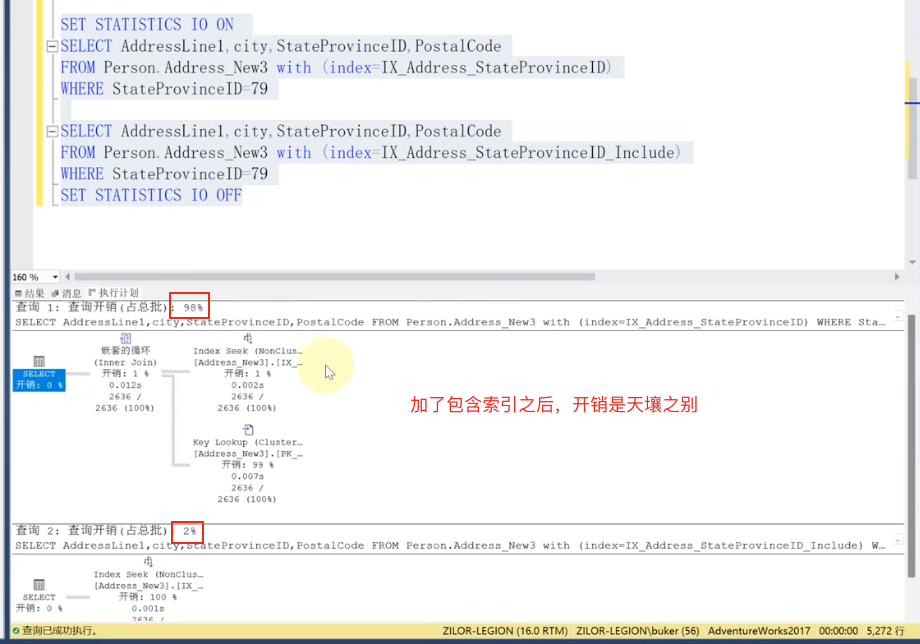 SET STATISTICS IO ON
SELECT AddressLine1,city,StateProvinceID,PostalCode
FROM Person.Address_New3 with (index=IX_Address_StateProvinceID)
WHERE StateProvinceID=79
SELECT AddressLine1,city,StateProvinceID,PostalCode
FROM Person.Address_New3 with (index=IX_Address_StateProvinceID_Include)
WHERE StateProvinceID=79
SET STATISTICS IO OFF
160 %
结果 消息 执行计划
查询 1: 查询开销(占总批): 98%
SELECT AddressLine1,city,StateProvinceID,PostalCode FROM Person.Address_New3 with (index=IX_Address_StateProvinceID) WHERE Sta…
SELECT
开销: 0 %
嵌套的循环
(Inner Join)
开销: 1 %
0.012s
2636 /
2636 (100%)
Index Seek (NonClus…
[Address_New3].[IX_…
开销: 1 %
0.002s
2636 /
2636 (100%)
加了包含索引之后，开销是天壤之别
Key Lookup (Cluster…
[Address_New3].[PK_…
开销: 99 %
0.007s
2636 /
2636 (100%)
查询 2: 查询开销(占总批): 2%
SELECT AddressLine1,city,StateProvinceID,PostalCode FROM Person.Address_New3 with (index=IX_Address_StateProvinceID_Include) W…
SELECT
开销: 0 %
Index Seek (NonClus…
[Address_New3].[IX_…
开销: 100 %
0.001s
2636 /
查询已成功执行。
ZILOR-LEGION (16.0 RTM) ZILOR-LEGION\buker (56) AdventureWorks2017 00:00:00 5,272 行